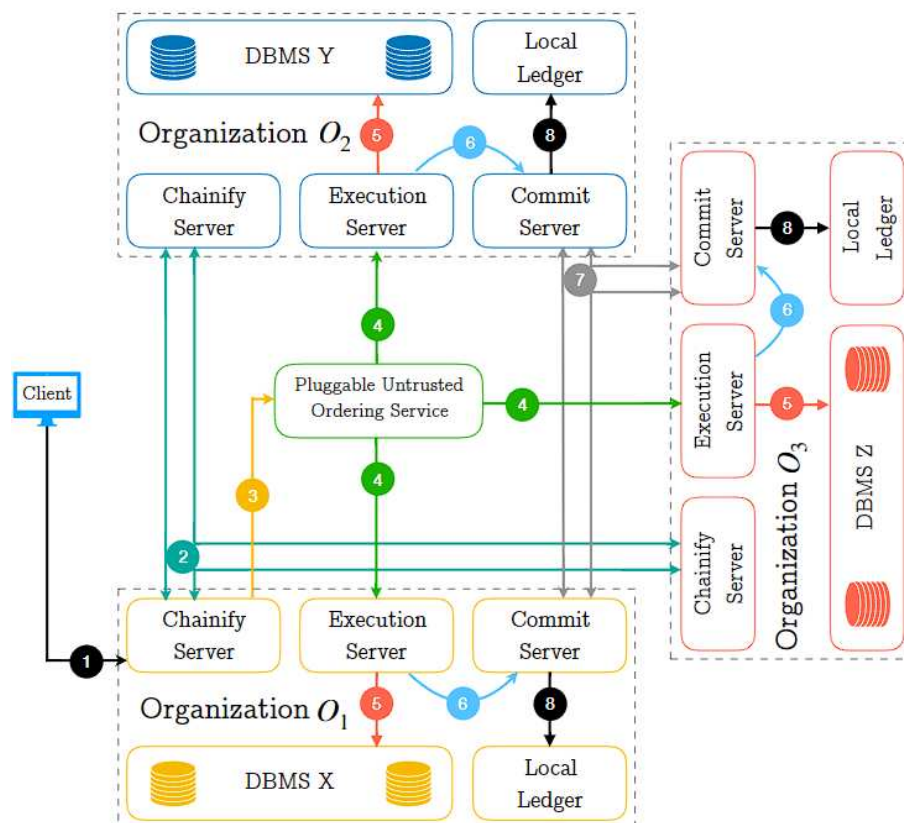 DBMS Y
Local
Ledger
5
8
Organization O2
6
Chainify
Server
Execution
Server
Commit
Server
Commit
Server
8
Local
Ledger
7
6
4
Client
Pluggable Untrusted
Ordering Service
4
Execution
Server
5
DBMS Z
Organization O3
3
4
2
Chainify
Server
1
Chainify
Server
Execution
Server
Commit
Server
Organization O1
5
6
8
DBMS X
Local
Ledger